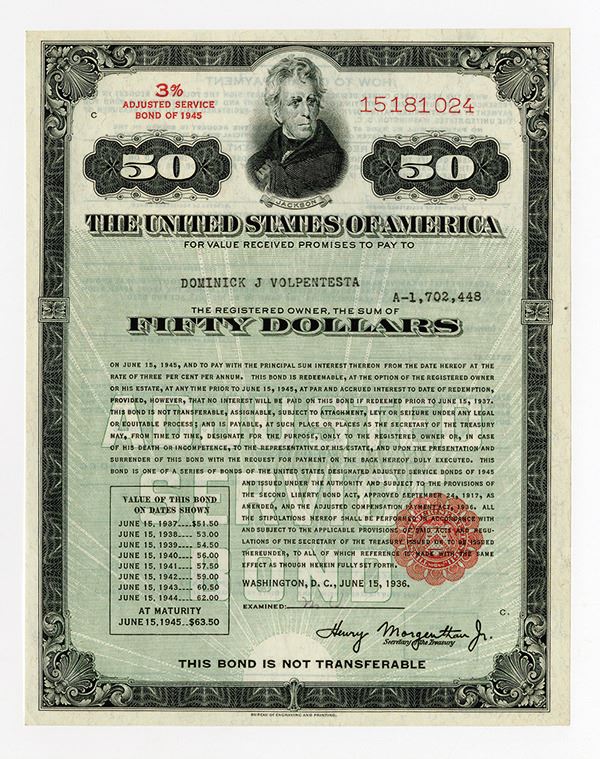 3%
ADJUSTED SERVICE
BOND OF 1945
15181024
C
50
50
JACKSON
THE UNITED STATES OF AMERICA
FOR VALUE RECEIVED PROMISES TO PAY TO
DOMINICK J VOLPENTESTA
A-1,702,448
THE REGISTERED OWNER, THE SUM OF
FIFTY DOLLARS
ON JUNE 15, 1945, AND TO PAY WITH THE PRINCIPAL SUM INTEREST THEREON FROM THE DATE HEREOF AT THE
RATE OF THREE PER CENT PER ANNUM. THIS BOND IS REDEEMABLE, AT THE OPTION OF THE REGISTERED OWNER
OR HIS ESTATE, AT ANY TIME PRIOR TO JUNE 15, 1945, AT PAR AND ACCRUED INTEREST TO DATE OF REDEMPTION,
PROVIDED, HOWEVER, THAT NO INTEREST WILL BE PAID ON THIS BOND IF REDEEMED PRIOR TO JUNE 15, 1937.
THIS BOND IS NOT TRANSFERABLE, ASSIGNABLE, SUBJECT TO ATTACHMENT, LEVY OR SEIZURE UNDER ANY LEGAL
OR EQUITABLE PROCESS; AND IS PAYABLE, AT SUCH PLACE OR PLACES AS THE SECRETARY OF THE TREASURY
MAY, FROM TIME TO TIME, DESIGNATE FOR THE PURPOSE, ONLY TO THE REGISTERED OWNER OR, IN CASE
OF HIS DEATH OR INCOMPETENCE, TO THE REPRESENTATIVE OF HIS ESTATE, AND UPON THE PRESENTATION AND
SURRENDER OF THIS BOND WITH THE REQUEST FOR PAYMENT ON THE BACK HEREOF DULY EXECUTED. THIS
BOND IS ONE OF A SERIES OF BONDS OF THE UNITED STATES DESIGNATED ADJUSTED SERVICE BONDS OF 1945
AND ISSUED UNDER THE AUTHORITY AND SUBJECT TO THE PROVISIONS OF
THE SECOND LIBERTY BOND ACT, APPROVED SEPTEMBER 24, 1917, AS
AMENDED, AND THE ADJUSTED COMPENSATION PAYMENT ACT, 1936. ALL
THE STIPULATIONS HEREOF SHALL BE PERFORMED IN ACCORDANCE WITH
AND SUBJECT TO THE APPLICABLE PROVISIONS OF SAID ACTS AND REGU-
LATIONS OF THE SECRETARY OF THE TREASURY ISSUED OR TO BE ISSUED
THEREUNDER, TO ALL OF WHICH REFERENCE IS MADE WITH THE SAME
EFFECT AS THOUGH HEREIN FULLY SET FORTH.
WASHINGTON, D. C., JUNE 15, 1936.
EXAMINED:
VALUE OF THIS BOND
ON DATES SHOWN
JUNE 15, 1937---$51.50
JUNE 15, 1938---- 53.00
JUNE 15, 1939---- 54.50
JUNE 15, 1940---- 56.00
JUNE 15, 1941---- 57.50
JUNE 15, 1942---- 59.00
JUNE 15, 1943---- 60.50
JUNE 15, 1944---- 62.00
AT MATURITY
JUNE 15, 1945--$63.50
ADJUSTED
SERVICE
BOND
C.
Henry Morgenthau Jr.
Secretary of the Treasury
THIS BOND IS NOT TRANSFERABLE
BUREAU OF ENGRAVING AND PRINTING.